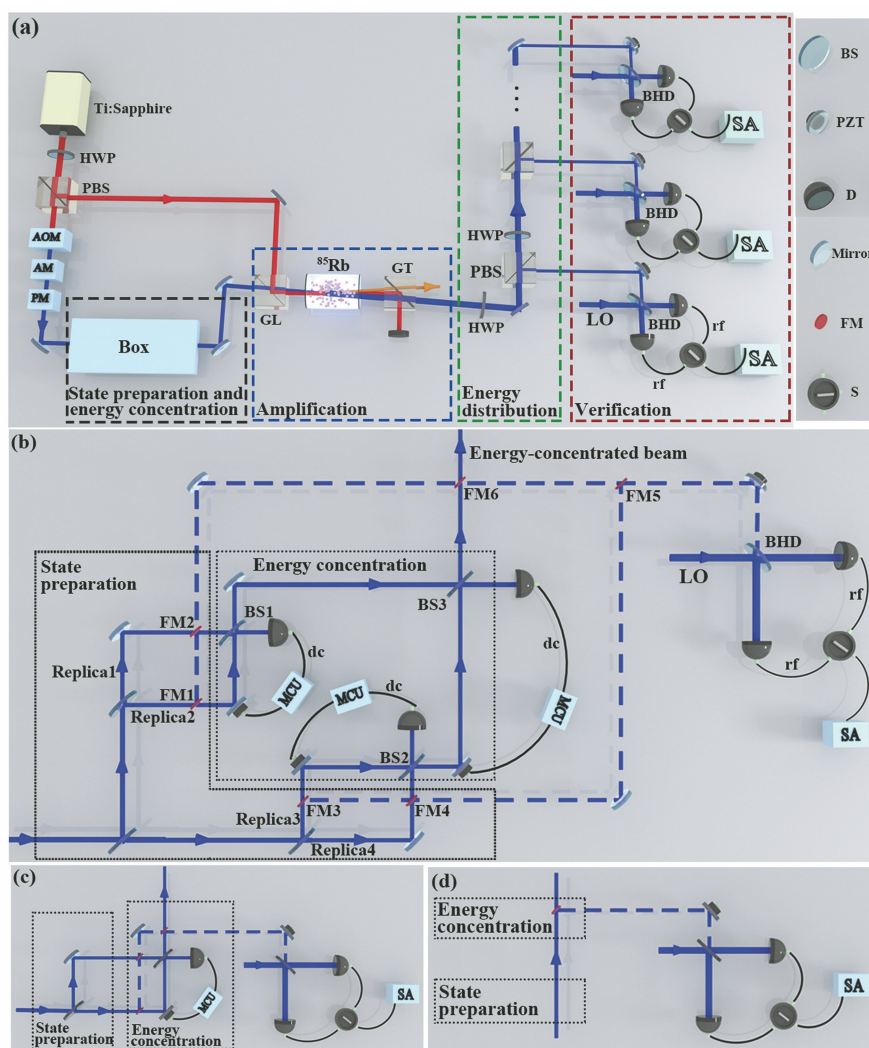 (a)
Ti:Sapphire
HWP
PBS
AOM
AM
PM
Box
State preparation and
energy concentration
GL
85Rb
GT
Amplification
HWP
HWP
PBS
Energy
distribution
BHD
SA
BHD
SA
LO
BHD
rf
rf
SA
Verification
BS
PZT
D
Mirror
FM
S
(b)
Energy-concentrated beam
FM6
FM5
State
preparation
Energy concentration
BS1
BS3
FM2
Replica1
FM1
Replica2
dc
MCU
MCU
dc
dc
MCU
BS2
FM3
FM4
Replica3
Replica4
BHD
LO
rf
rf
SA
(c)
MCU
State
preparation
Energy
concentration
SA
(d)
Energy
concentration
State
preparation
SA